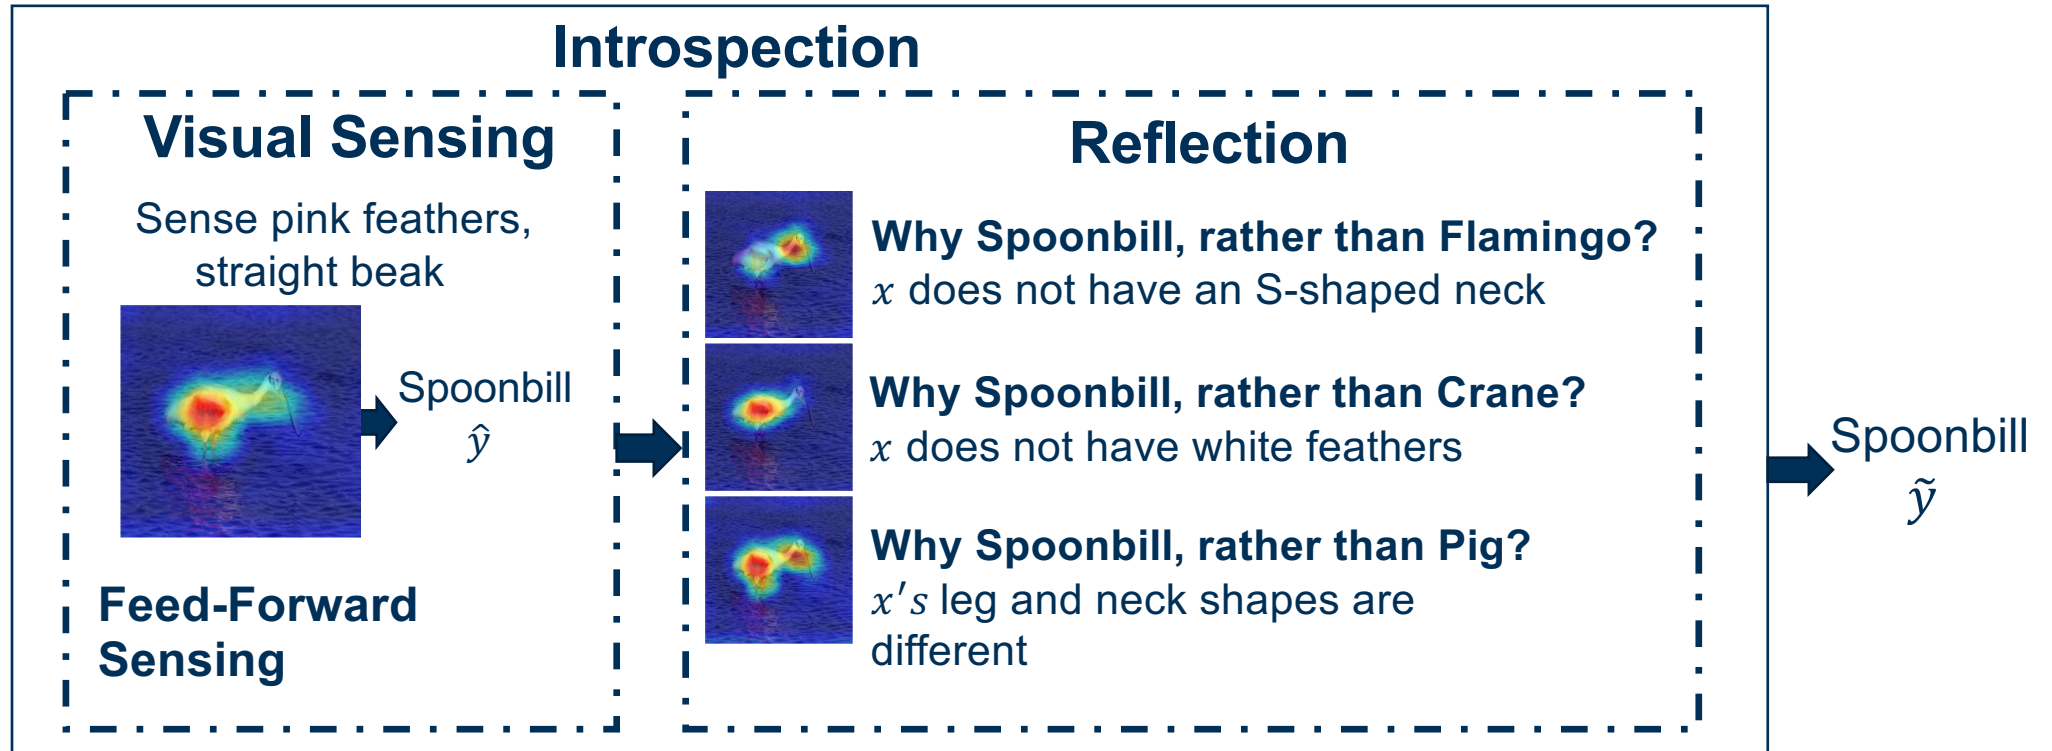 Introspection
Visual Sensing
Sense pink feathers,
straight beak
Spoonbill
ŷ
Feed-Forward
Sensing
Reflection
Why Spoonbill, rather than Flamingo?
x does not have an S-shaped neck
Why Spoonbill, rather than Crane?
x does not have white feathers
Why Spoonbill, rather than Pig?
x's leg and neck shapes are
different
Spoonbill
ỹ